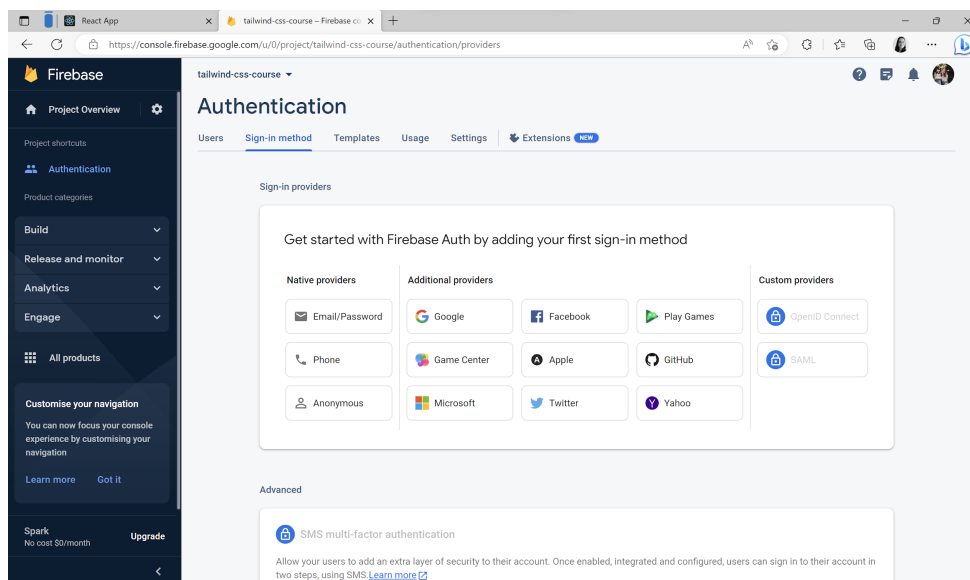 React App
tailwind-css-course – Firebase co
https://console.firebase.google.com/u/0/project/tailwind-css-course/authentication/providers
Firebase
Project Overview
Project shortcuts
Authentication
Product categories
Build
Release and monitor
Analytics
Engage
All products
Customise your navigation
You can now focus your console
experience by customising your
navigation
Learn more Got it
Spark
No cost $0/month
Upgrade
tailwind-css-course
Authentication
Users Sign-in method Templates Usage Settings Extensions NEW
Sign-in providers
Get started with Firebase Auth by adding your first sign-in method
Native providers Additional providers Custom providers
Email/Password Google Facebook Play Games OpenID Connect
Phone Game Center Apple GitHub SAML
Anonymous Microsoft Twitter Yahoo
Advanced
SMS multi-factor authentication
Allow your users to add an extra layer of security to their account. Once enabled, integrated and configured, users can sign in to their account in
two steps, using SMS.Learn more